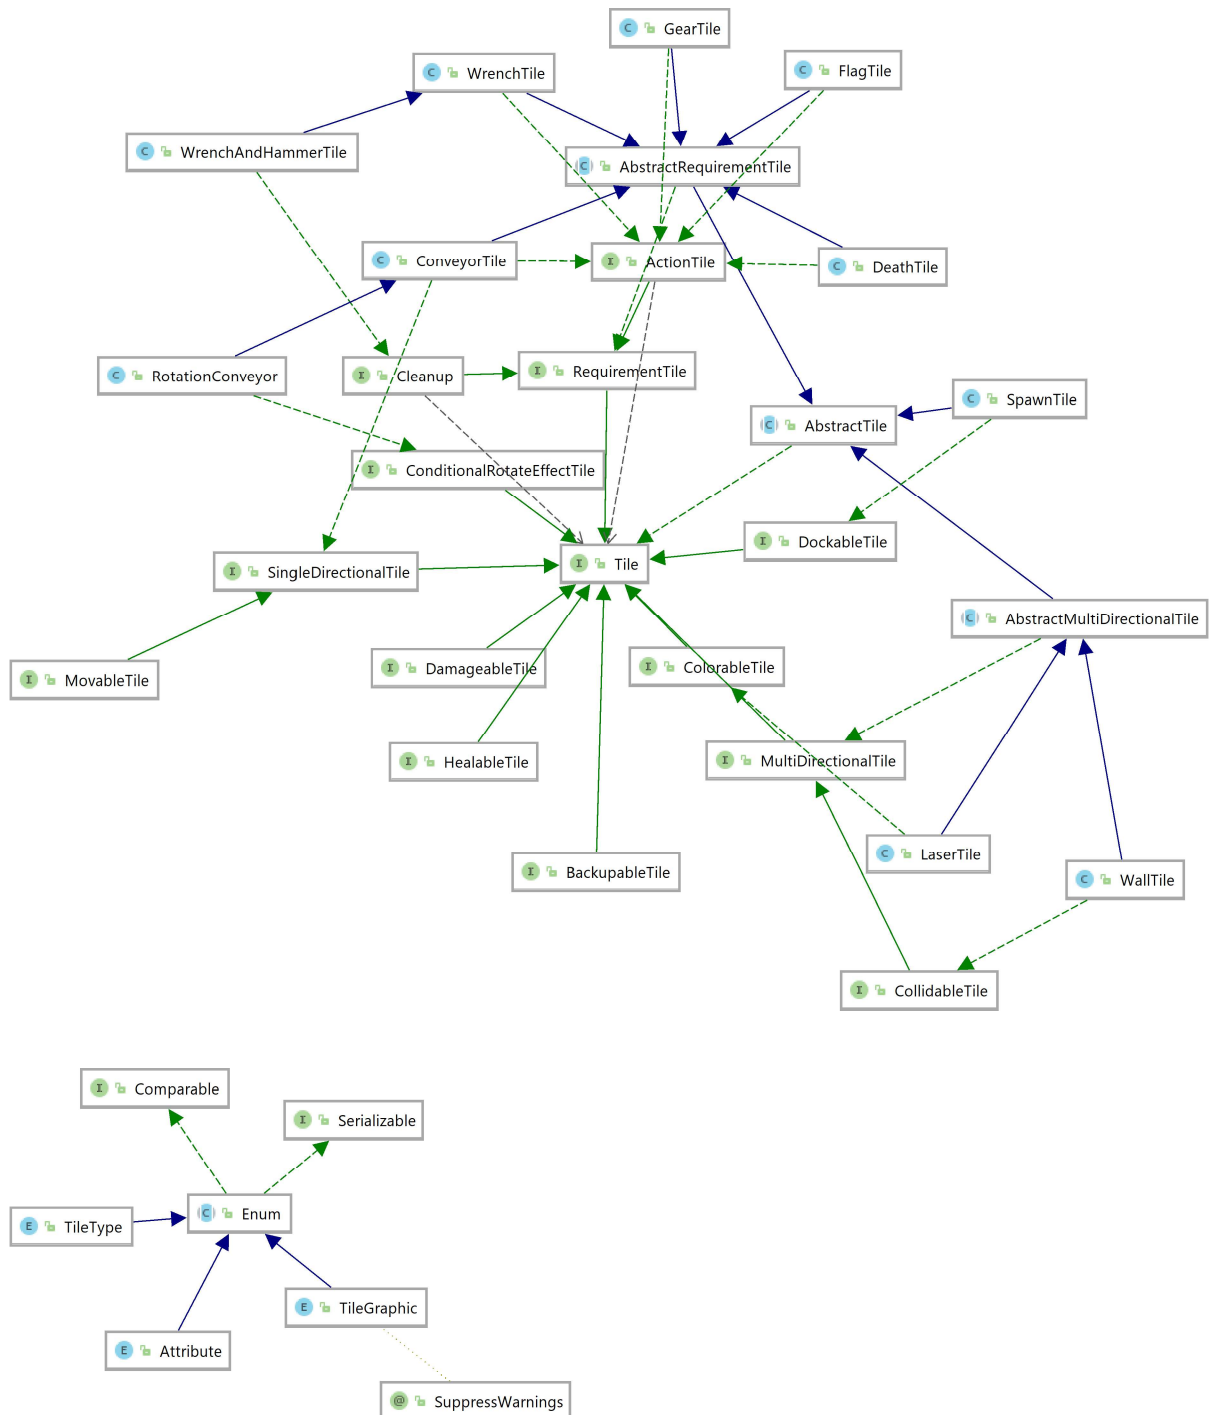 GearTile
WrenchTile
FlagTile
WrenchAndHammerTile
AbstractRequirementTile
ConveyorTile
ActionTile
DeathTile
RotationConveyor
Cleanup
RequirementTile
SpawnTile
AbstractTile
ConditionalRotateEffectTile
DockableTile
SingleDirectionalTile
Tile
AbstractMultiDirectionalTile
MovableTile
DamageableTile
ColorableTile
HealableTile
MultiDirectionalTile
BackupableTile
LaserTile
WallTile
CollidableTile
Comparable
Serializable
TileType
Enum
TileGraphic
Attribute
SuppressWarnings